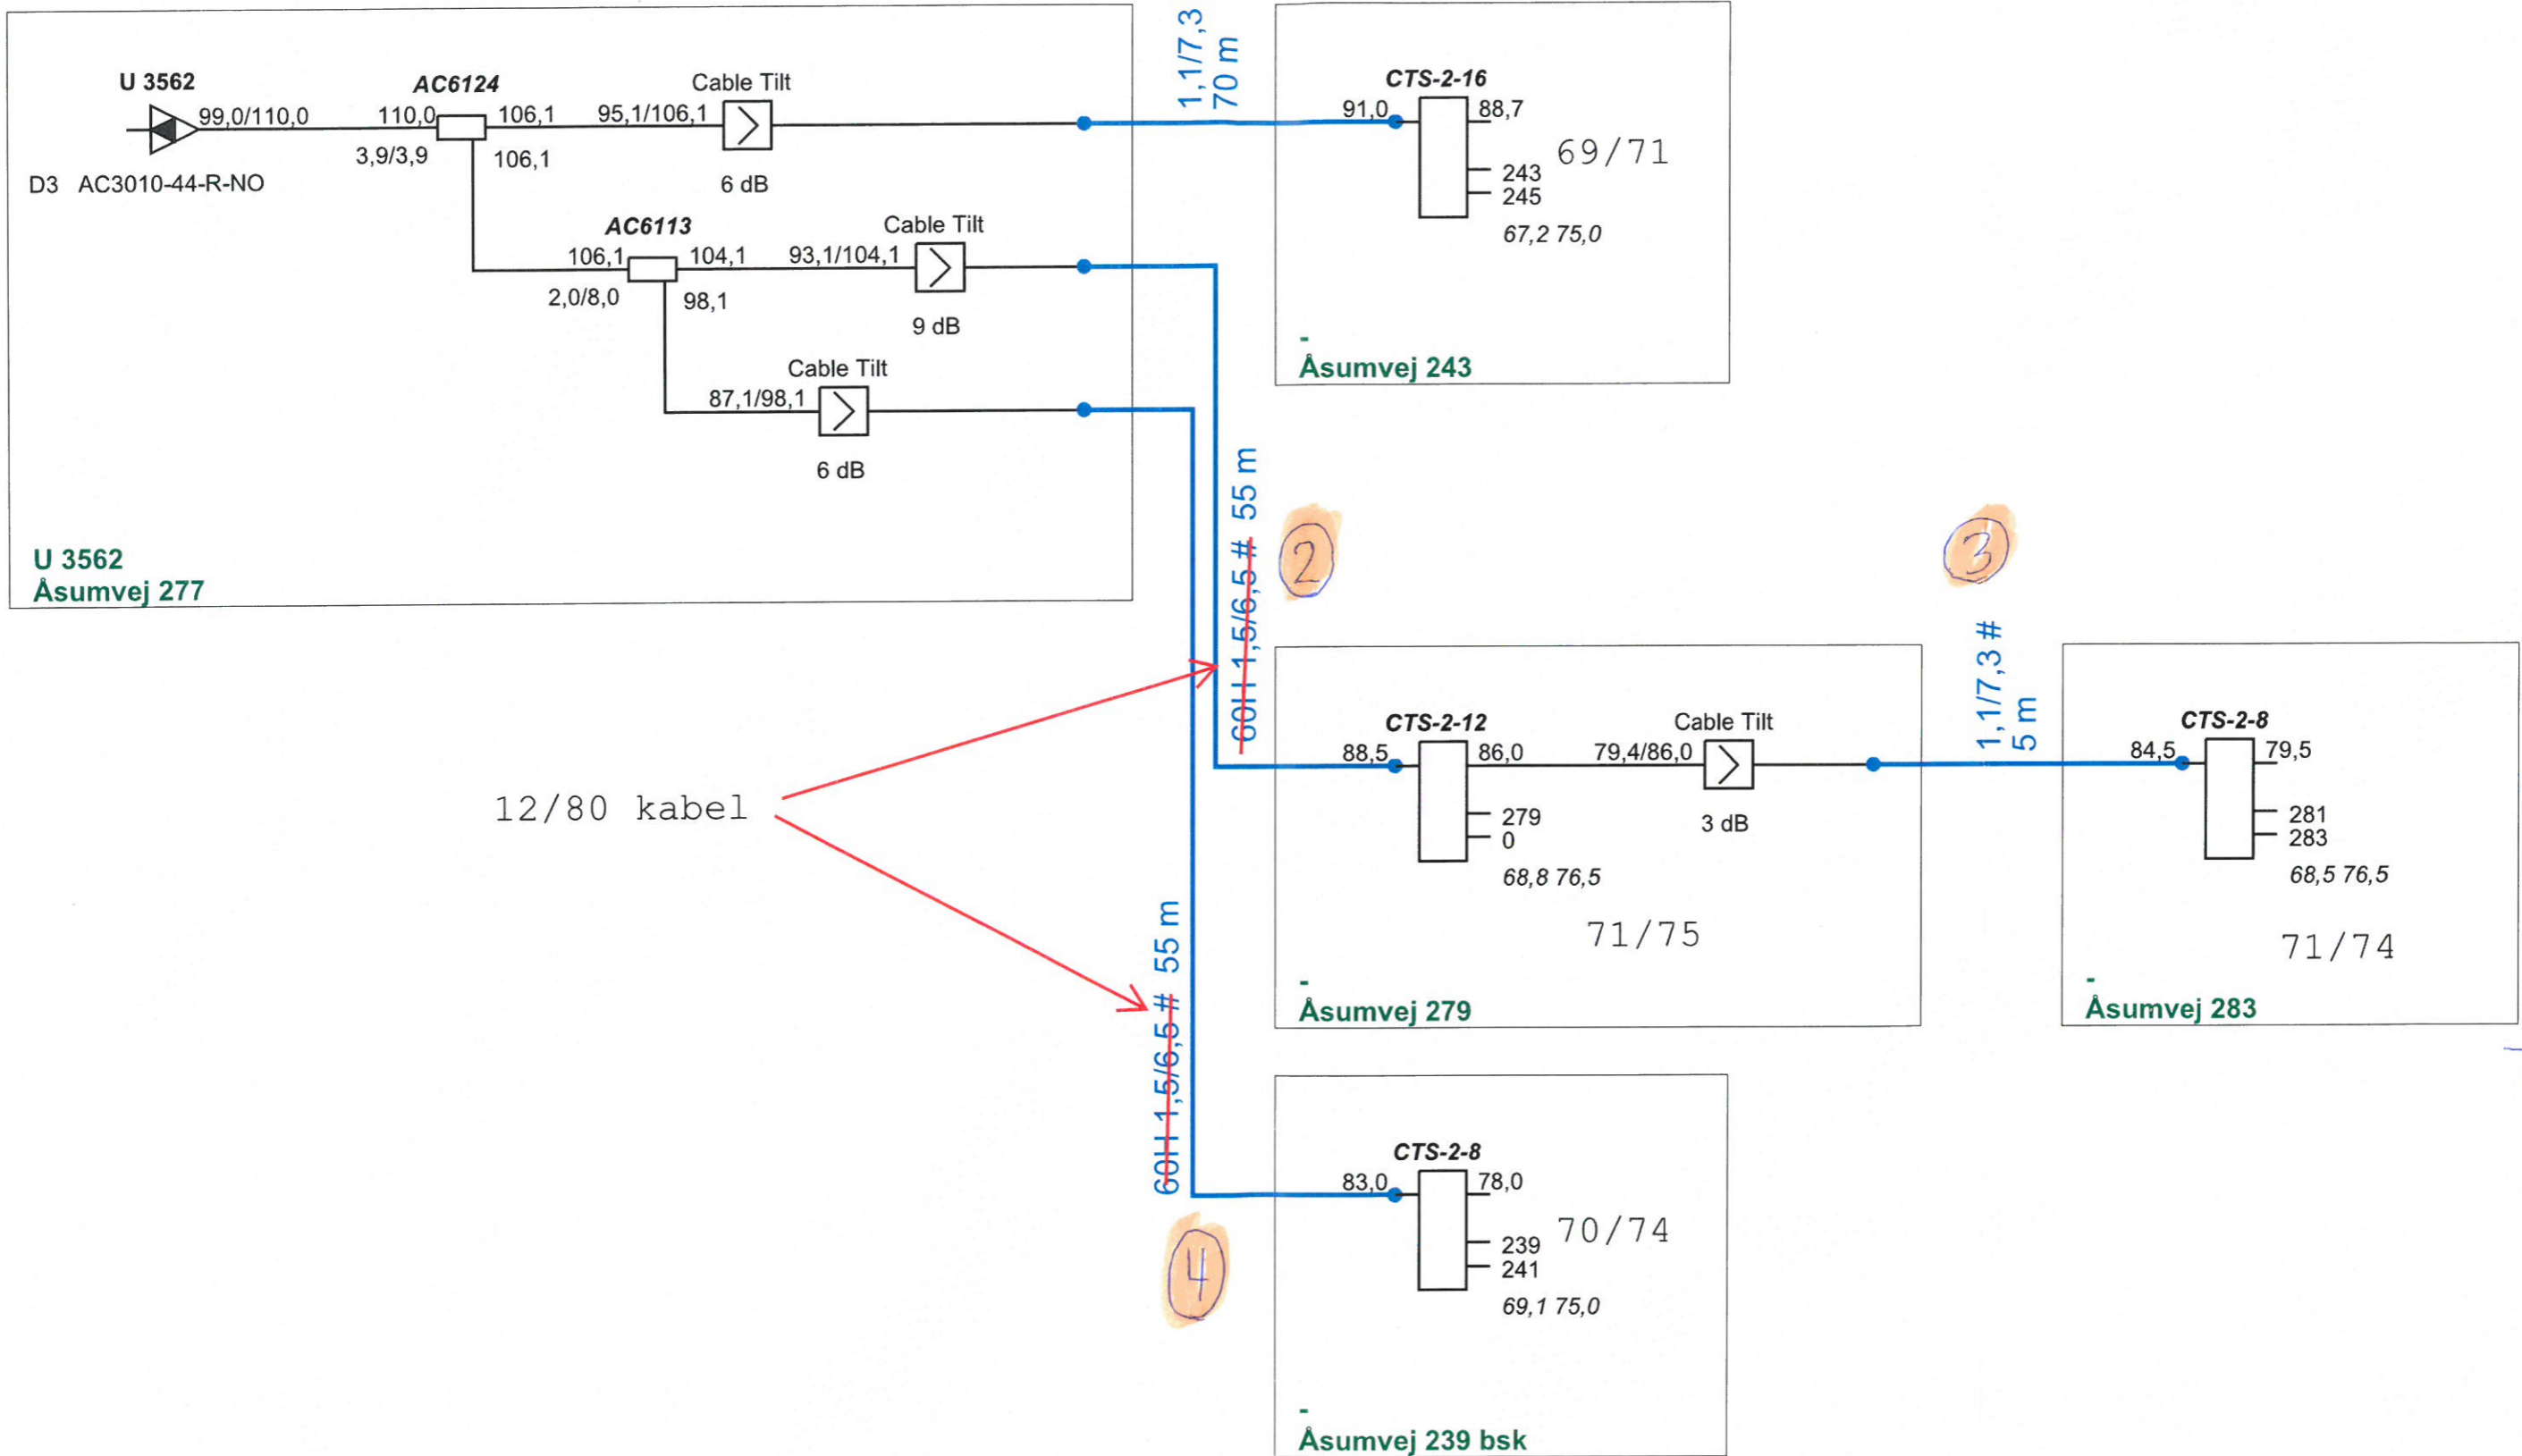 U 3562
99,0/110,0
D3 AC3010-44-R-NO
AC6124
110,0
106,1
3,9/3,9
106,1
95,1/106,1
Cable Tilt
6 dB
AC6113
106,1
104,1
2,0/8,0
98,1
93,1/104,1
Cable Tilt
9 dB
Cable Tilt
87,1/98,1
6 dB
U 3562
Åsumvej 277
1,1/7,3
70 m
CTS-2-16
91,0
88,7
69/71
243
245
67,2 75,0
-
Åsumvej 243
60H 1,5/6,5 # 55 m
2
3
1,1/7,3 #
5 m
12/80 kabel
CTS-2-12
88,5
86,0
79,4/86,0
Cable Tilt
3 dB
279
0
68,8 76,5
71/75
-
Åsumvej 279
CTS-2-8
84,5
79,5
281
283
68,5 76,5
71/74
-
Åsumvej 283
60H 1,5/6,5 # 55 m
4
CTS-2-8
83,0
78,0
70/74
239
241
69,1 75,0
-
Åsumvej 239 bsk